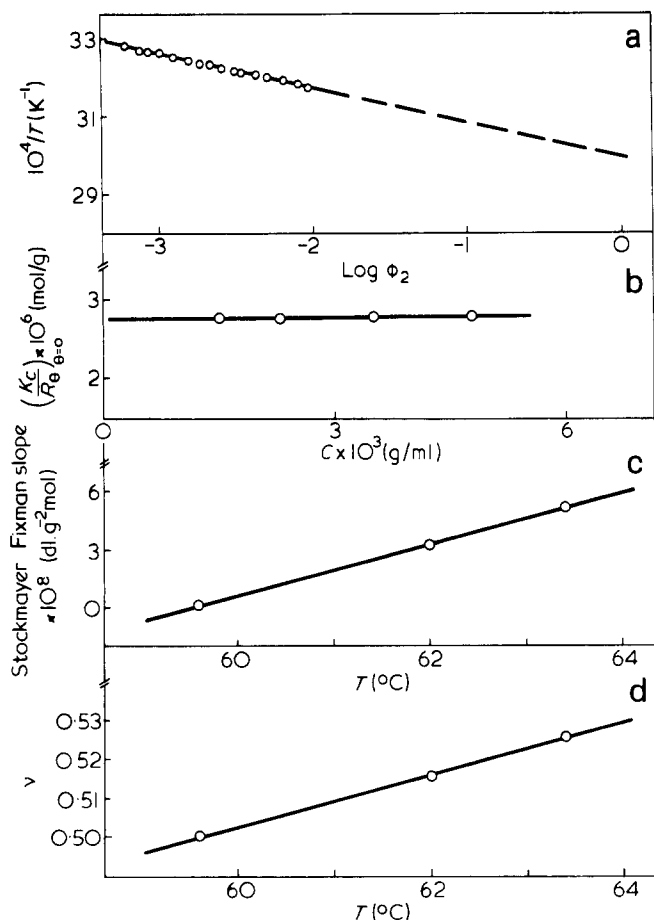 a
33
31
29
10⁴/T (K⁻¹)
-3
-2
-1
0
Log Φ₂
b
3
2
(Kc/Rθ)θ=0 × 10⁶ (mol/g)
0
3
6
C×10³(g/ml)
c
6
3
0
Stockmayer Fixman slope
×10⁸ (dl.g⁻²mol)
60
62
64
T(°C)
d
0·53
0·52
0·51
0·50
ν
60
62
64
T(°C)